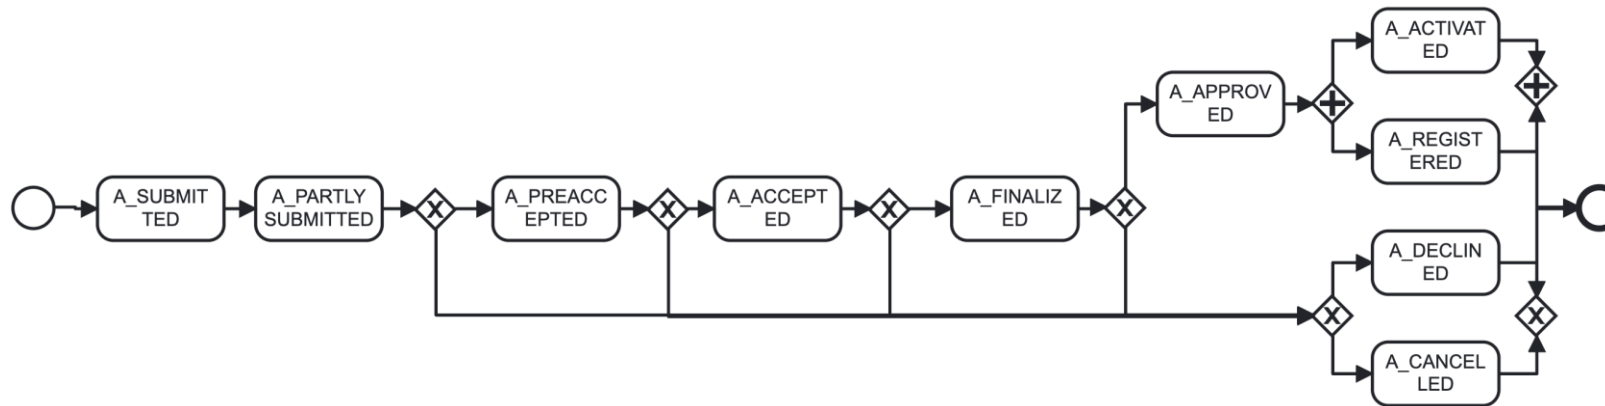 A_SUBMIT
TED
A_PARTLY
SUBMITTED
X
A_PREACC
EPTED
X
A_ACCEPT
ED
X
A_FINALIZ
ED
X
A_APPROV
ED
A_ACTIVAT
ED
A_REGIST
ERED
X
A_DECLIN
ED
A_CANCEL
LED
X